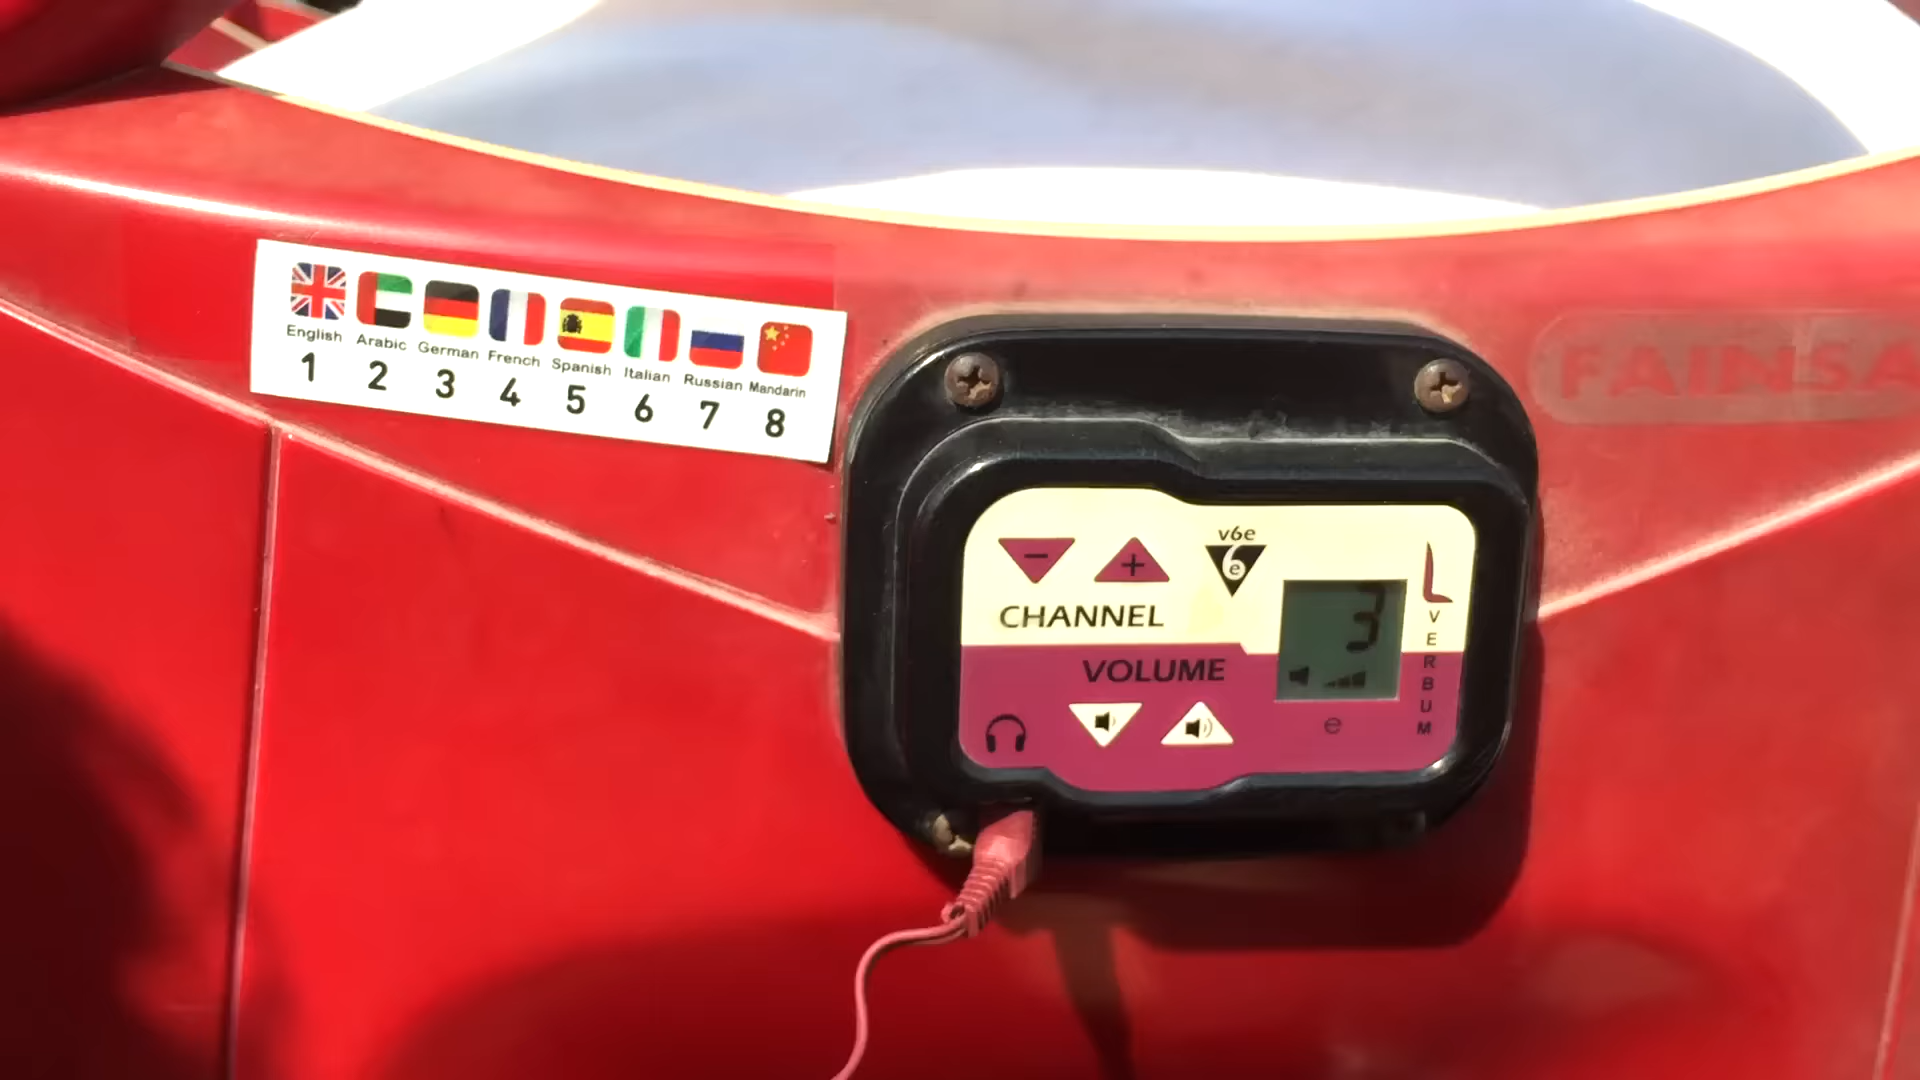 English Arabic German French Spanish Italian Russian Mandarin
1 2 3 4 5 6 7 8
FAINSA
v6e
6e
- +
CHANNEL
3
VOLUME
e
VERBUM